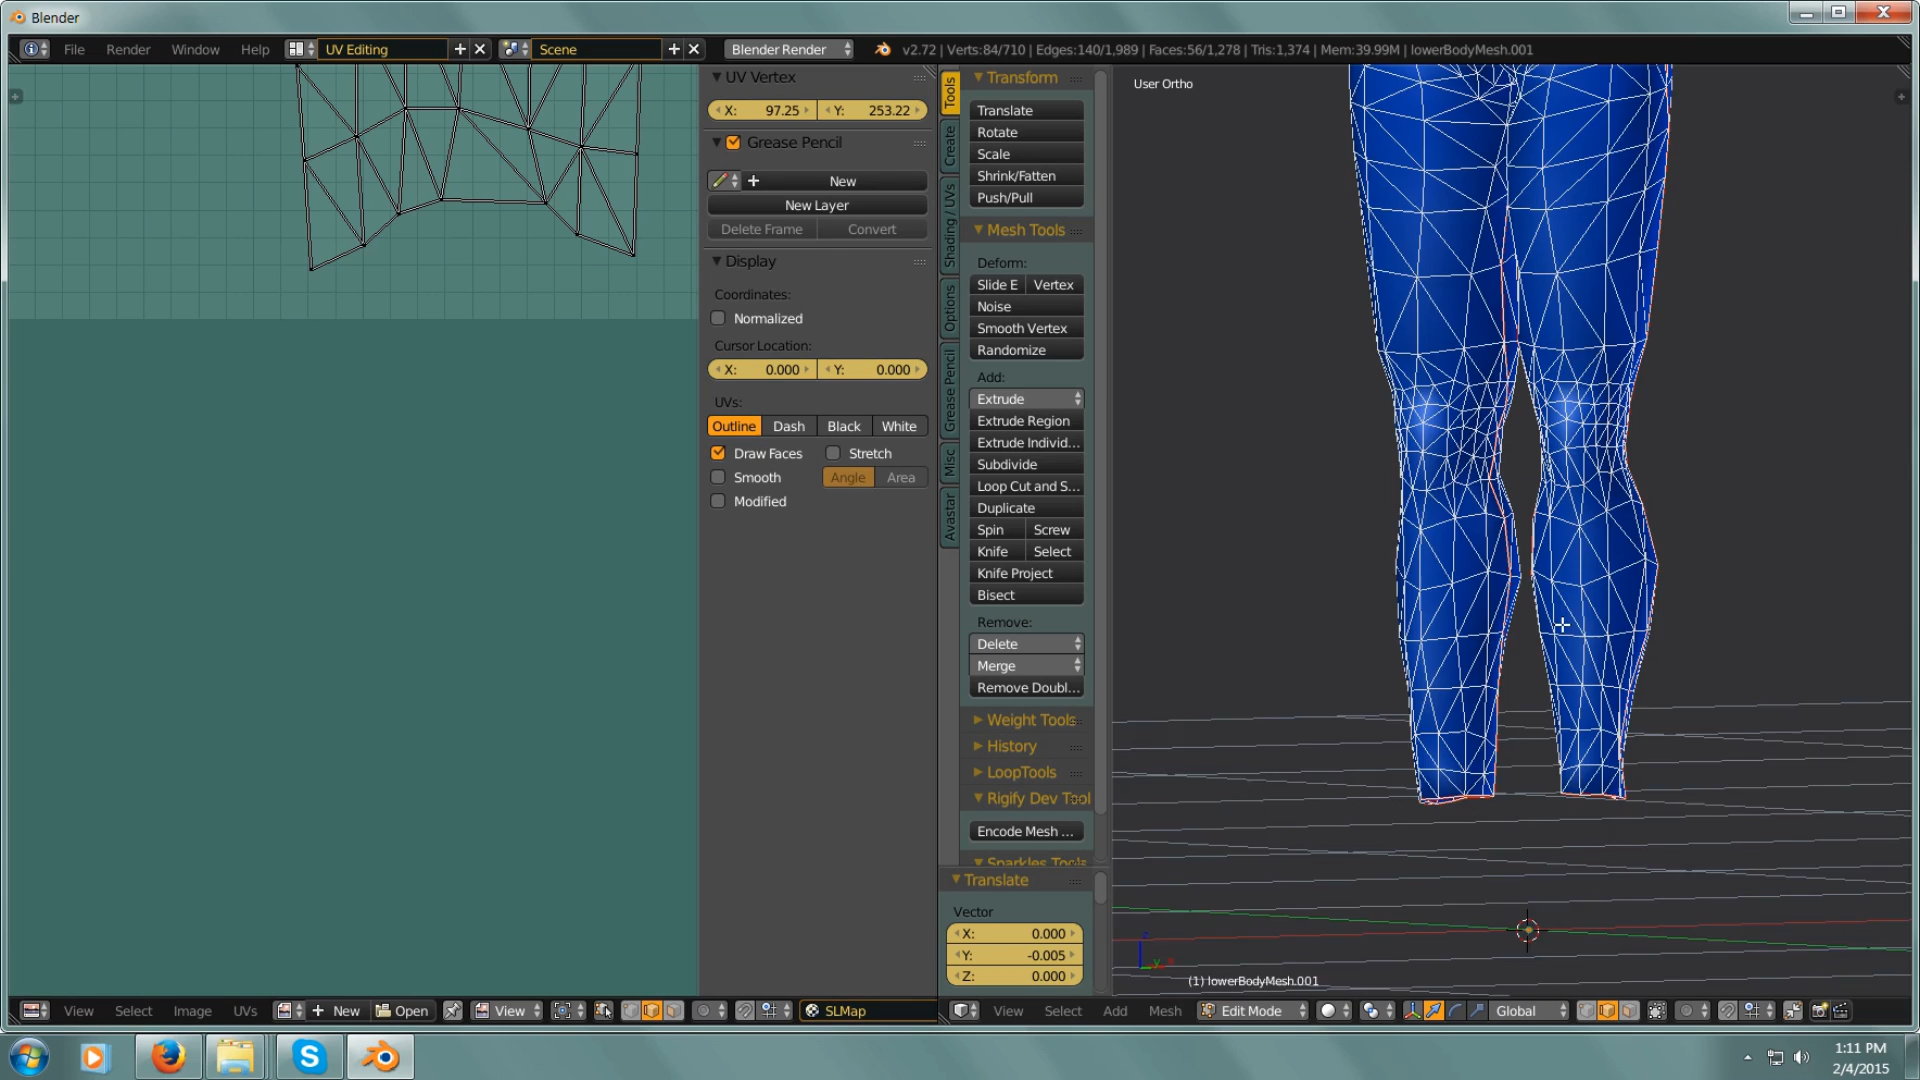 Blender
File Render Window Help UV Editing Scene Blender Render v2.72 | Verts:84/710 | Edges:140/1,989 | Faces:56/1,278 | Tris:1,374 | Mem:39.99M | lowerBodyMesh.001
UV Vertex
X: 97.25 Y: 253.22
Grease Pencil
New
New Layer
Delete Frame Convert
Display
Coordinates:
Normalized
Cursor Location:
X: 0.000 Y: 0.000
UVs:
Outline Dash Black White
Draw Faces Stretch
Smooth Angle Area
Modified
Tools
Create
Shading / UVs
Options
Grease Pencil
Misc
Avastar
Transform
Translate
Rotate
Scale
Shrink/Fatten
Push/Pull
Mesh Tools
Deform:
Slide E Vertex
Noise
Smooth Vertex
Randomize
Add:
Extrude
Extrude Region
Extrude Individ...
Subdivide
Loop Cut and S...
Duplicate
Spin Screw
Knife Select
Knife Project
Bisect
Remove:
Delete
Merge
Remove Doubl...
Weight Tools
History
LoopTools
Rigify Dev Tool
Encode Mesh ...
Sparkles Tools
Translate
Vector
X: 0.000
Y: -0.005
Z: 0.000
User Ortho
(1) lowerBodyMesh.001
View Select Image UVs New Open View SLMap
View Select Add Mesh Edit Mode Global
1:11 PM
2/4/2015